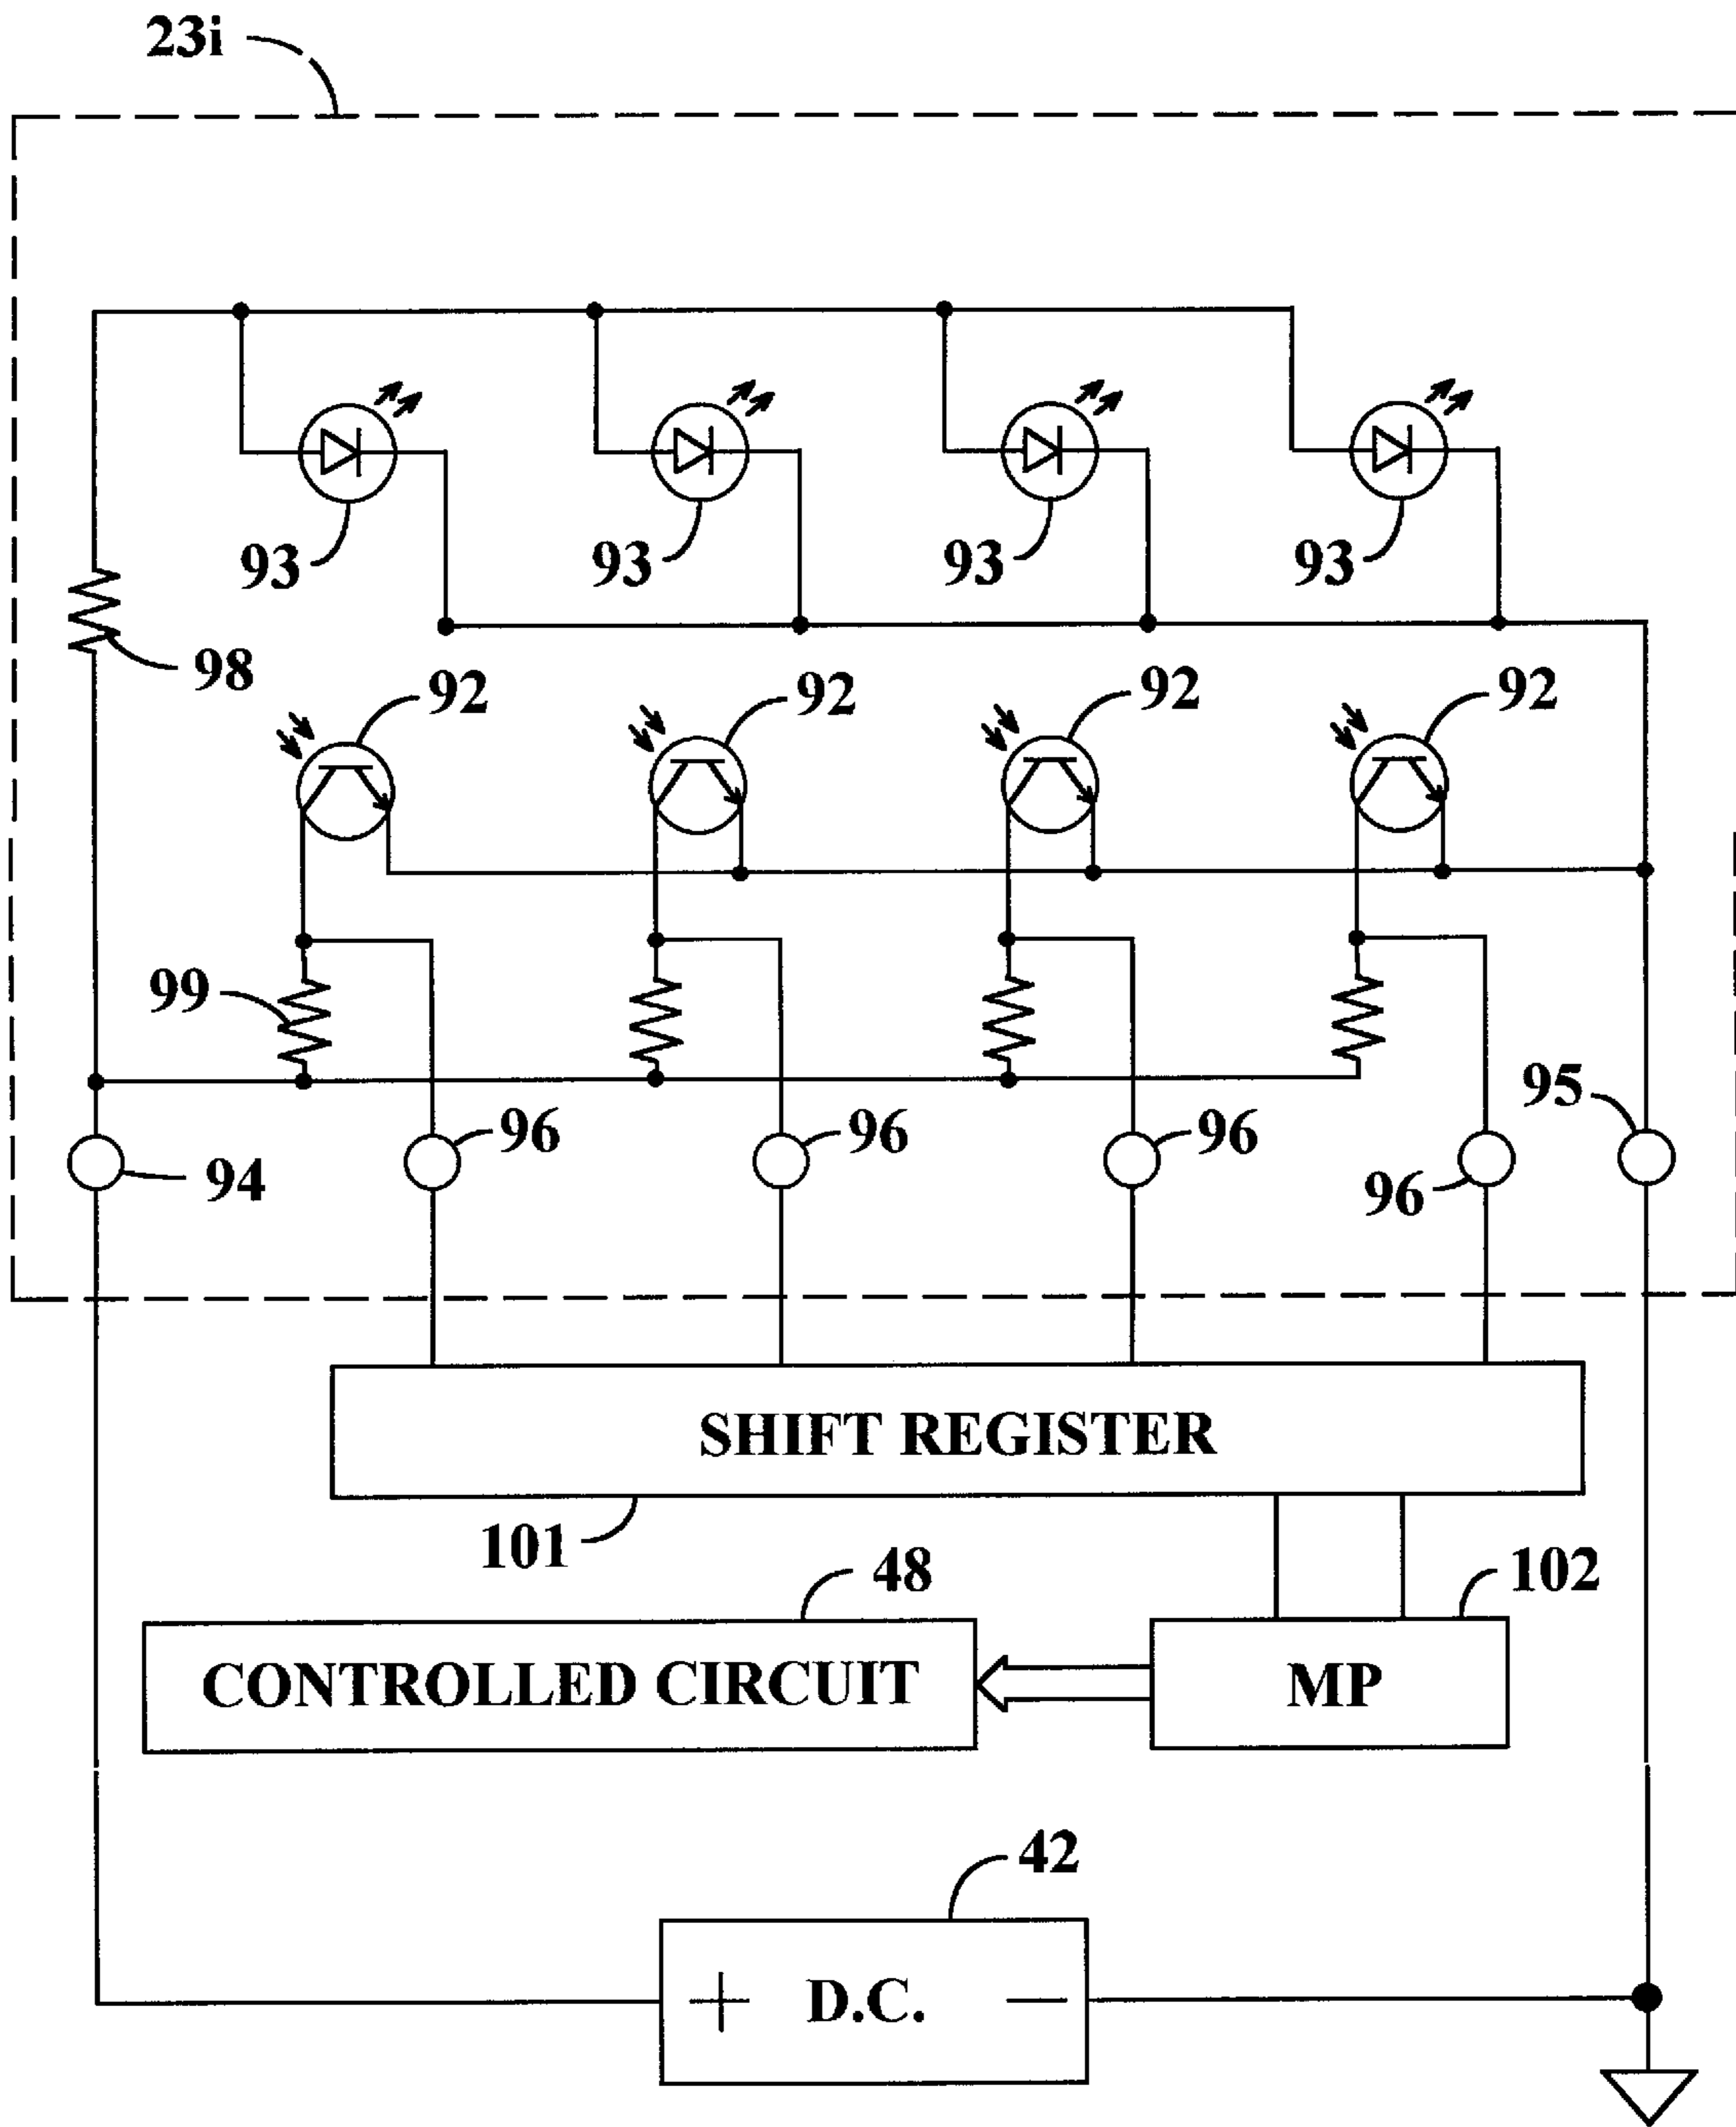 23i
93 93 93 93
98
92 92 92 92
99
95
94 96 96 96 96
SHIFT REGISTER
101
48 102
CONTROLLED CIRCUIT MP
42
+ D.C. −